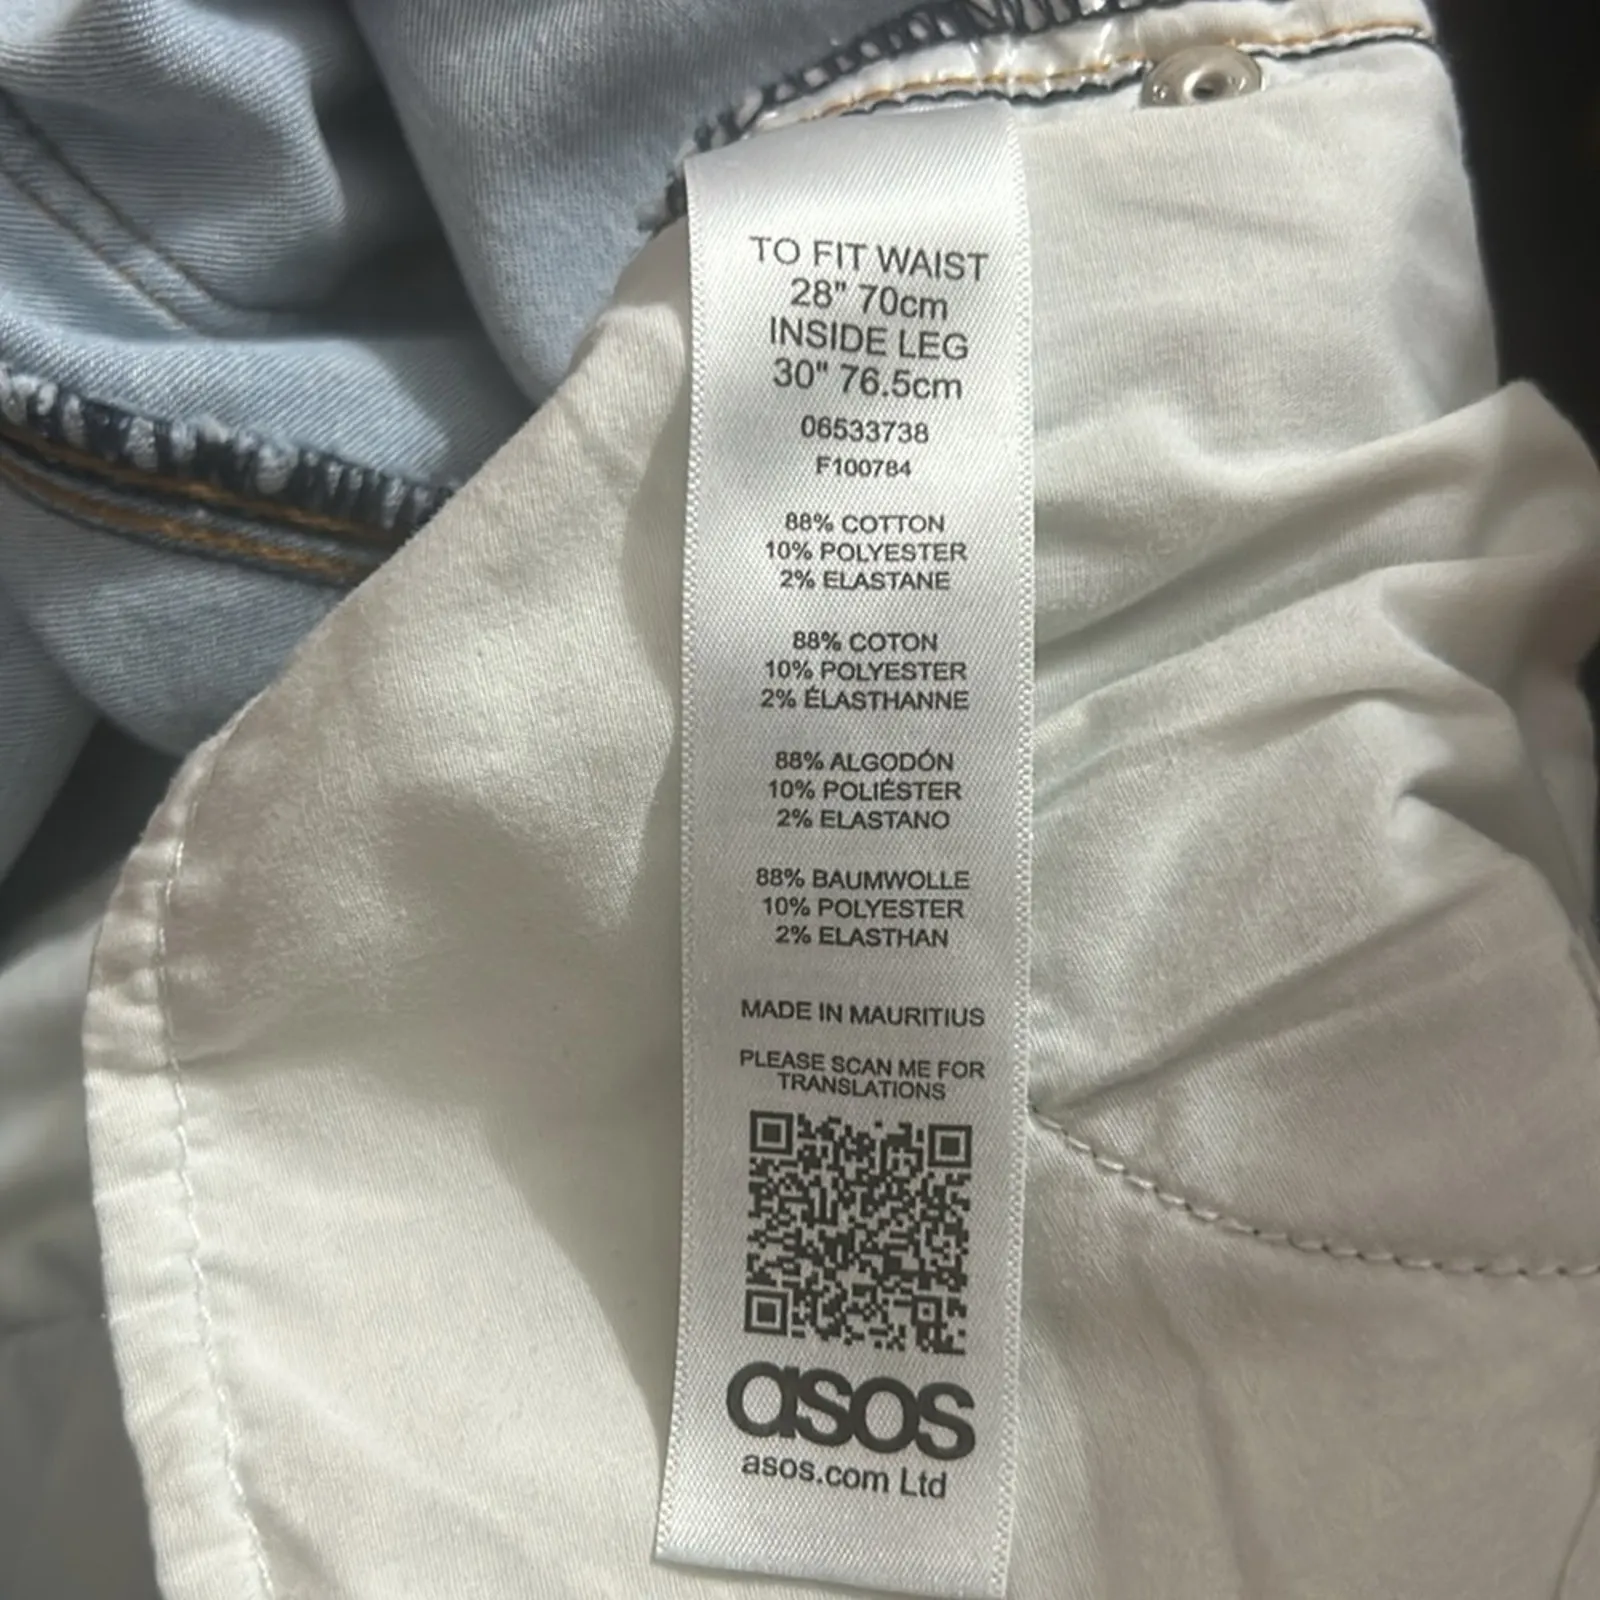 TO FIT WAIST
28" 70cm
INSIDE LEG
30" 76.5cm
06533738
F100784
88% COTTON
10% POLYESTER
2% ELASTANE
88% COTON
10% POLYESTER
2% ÉLASTHANNE
88% ALGODÓN
10% POLIÉSTER
2% ELASTANO
88% BAUMWOLLE
10% POLYESTER
2% ELASTHAN
MADE IN MAURITIUS
PLEASE SCAN ME FOR
TRANSLATIONS
asos
asos.com Ltd